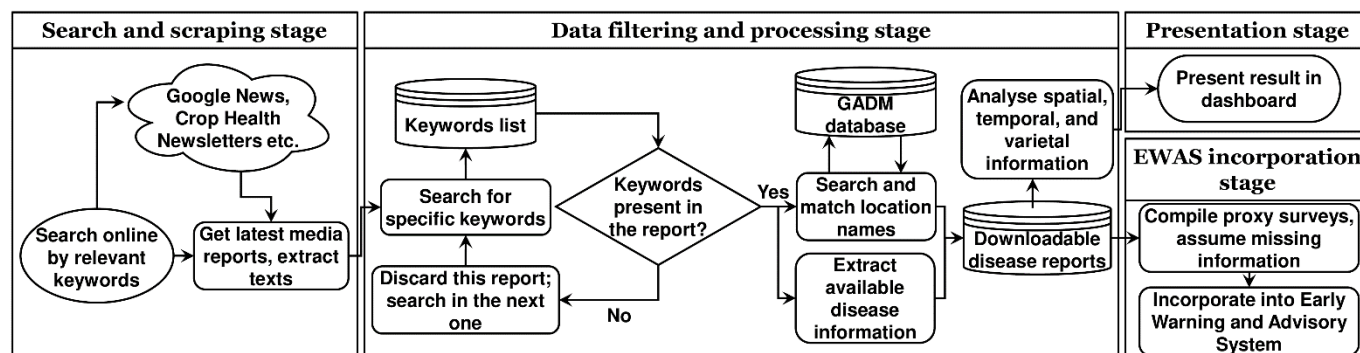 Search and scraping stage
Google News,
Crop Health
Newsletters etc.
Search online
by relevant
keywords
Get latest media
reports, extract
texts
Data filtering and processing stage
Keywords list
Search for
specific keywords
Discard this report;
search in the next
one
Keywords
present in
the report?
Yes
No
GADM
database
Search and
match location
names
Extract
available
disease
information
Analyse spatial,
temporal, and
varietal
information
Downloadable
disease reports
Presentation stage
Present result in
dashboard
EWAS incorporation
stage
Compile proxy surveys,
assume missing
information
Incorporate into Early
Warning and Advisory
System